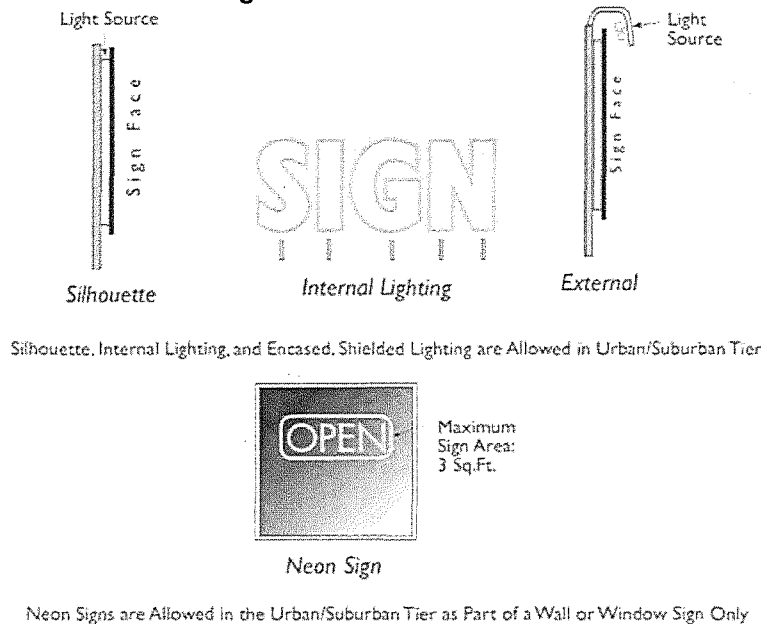 Light Source
Sign Face
Silhouette
SIGN
Internal Lighting
Light
Source
Sign Face
External
Silhouette, Internal Lighting, and Encased, Shielded Lighting are Allowed in Urban/Suburban Tier
OPEN
Maximum
Sign Area:
3 Sq.Ft.
Neon Sign
Neon Signs are Allowed in the Urban/Suburban Tier as Part of a Wall or Window Sign Only